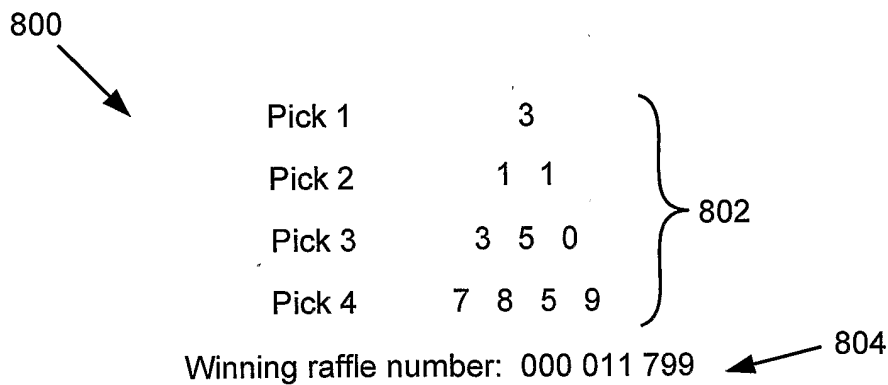 800
Pick 1 3
Pick 2 1 1
Pick 3 3 5 0
802
Pick 4 7 8 5 9
Winning raffle number: 000 011 799
804